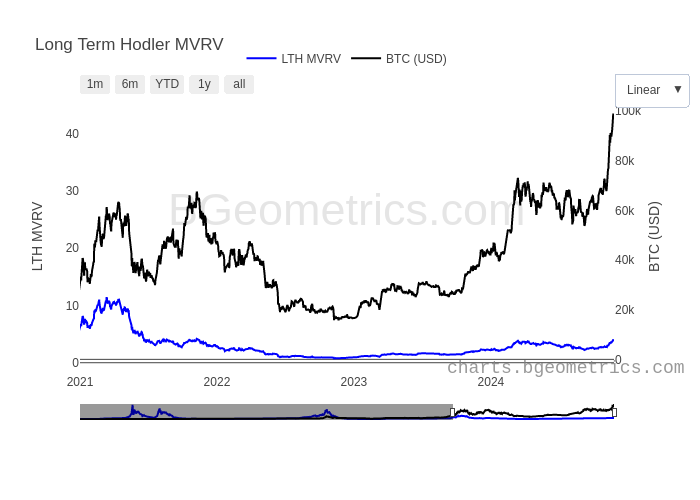 Long Term Hodler MVRV
LTH MVRV BTC (USD)
1m 6m YTD 1y all
Linear ▼
100k
40
80k
30
BGeometrics.com
60k
LTH MVRV
BTC (USD)
20
40k
10
20k
0
0
charts.bgeometrics.com
2021 2022 2023 2024